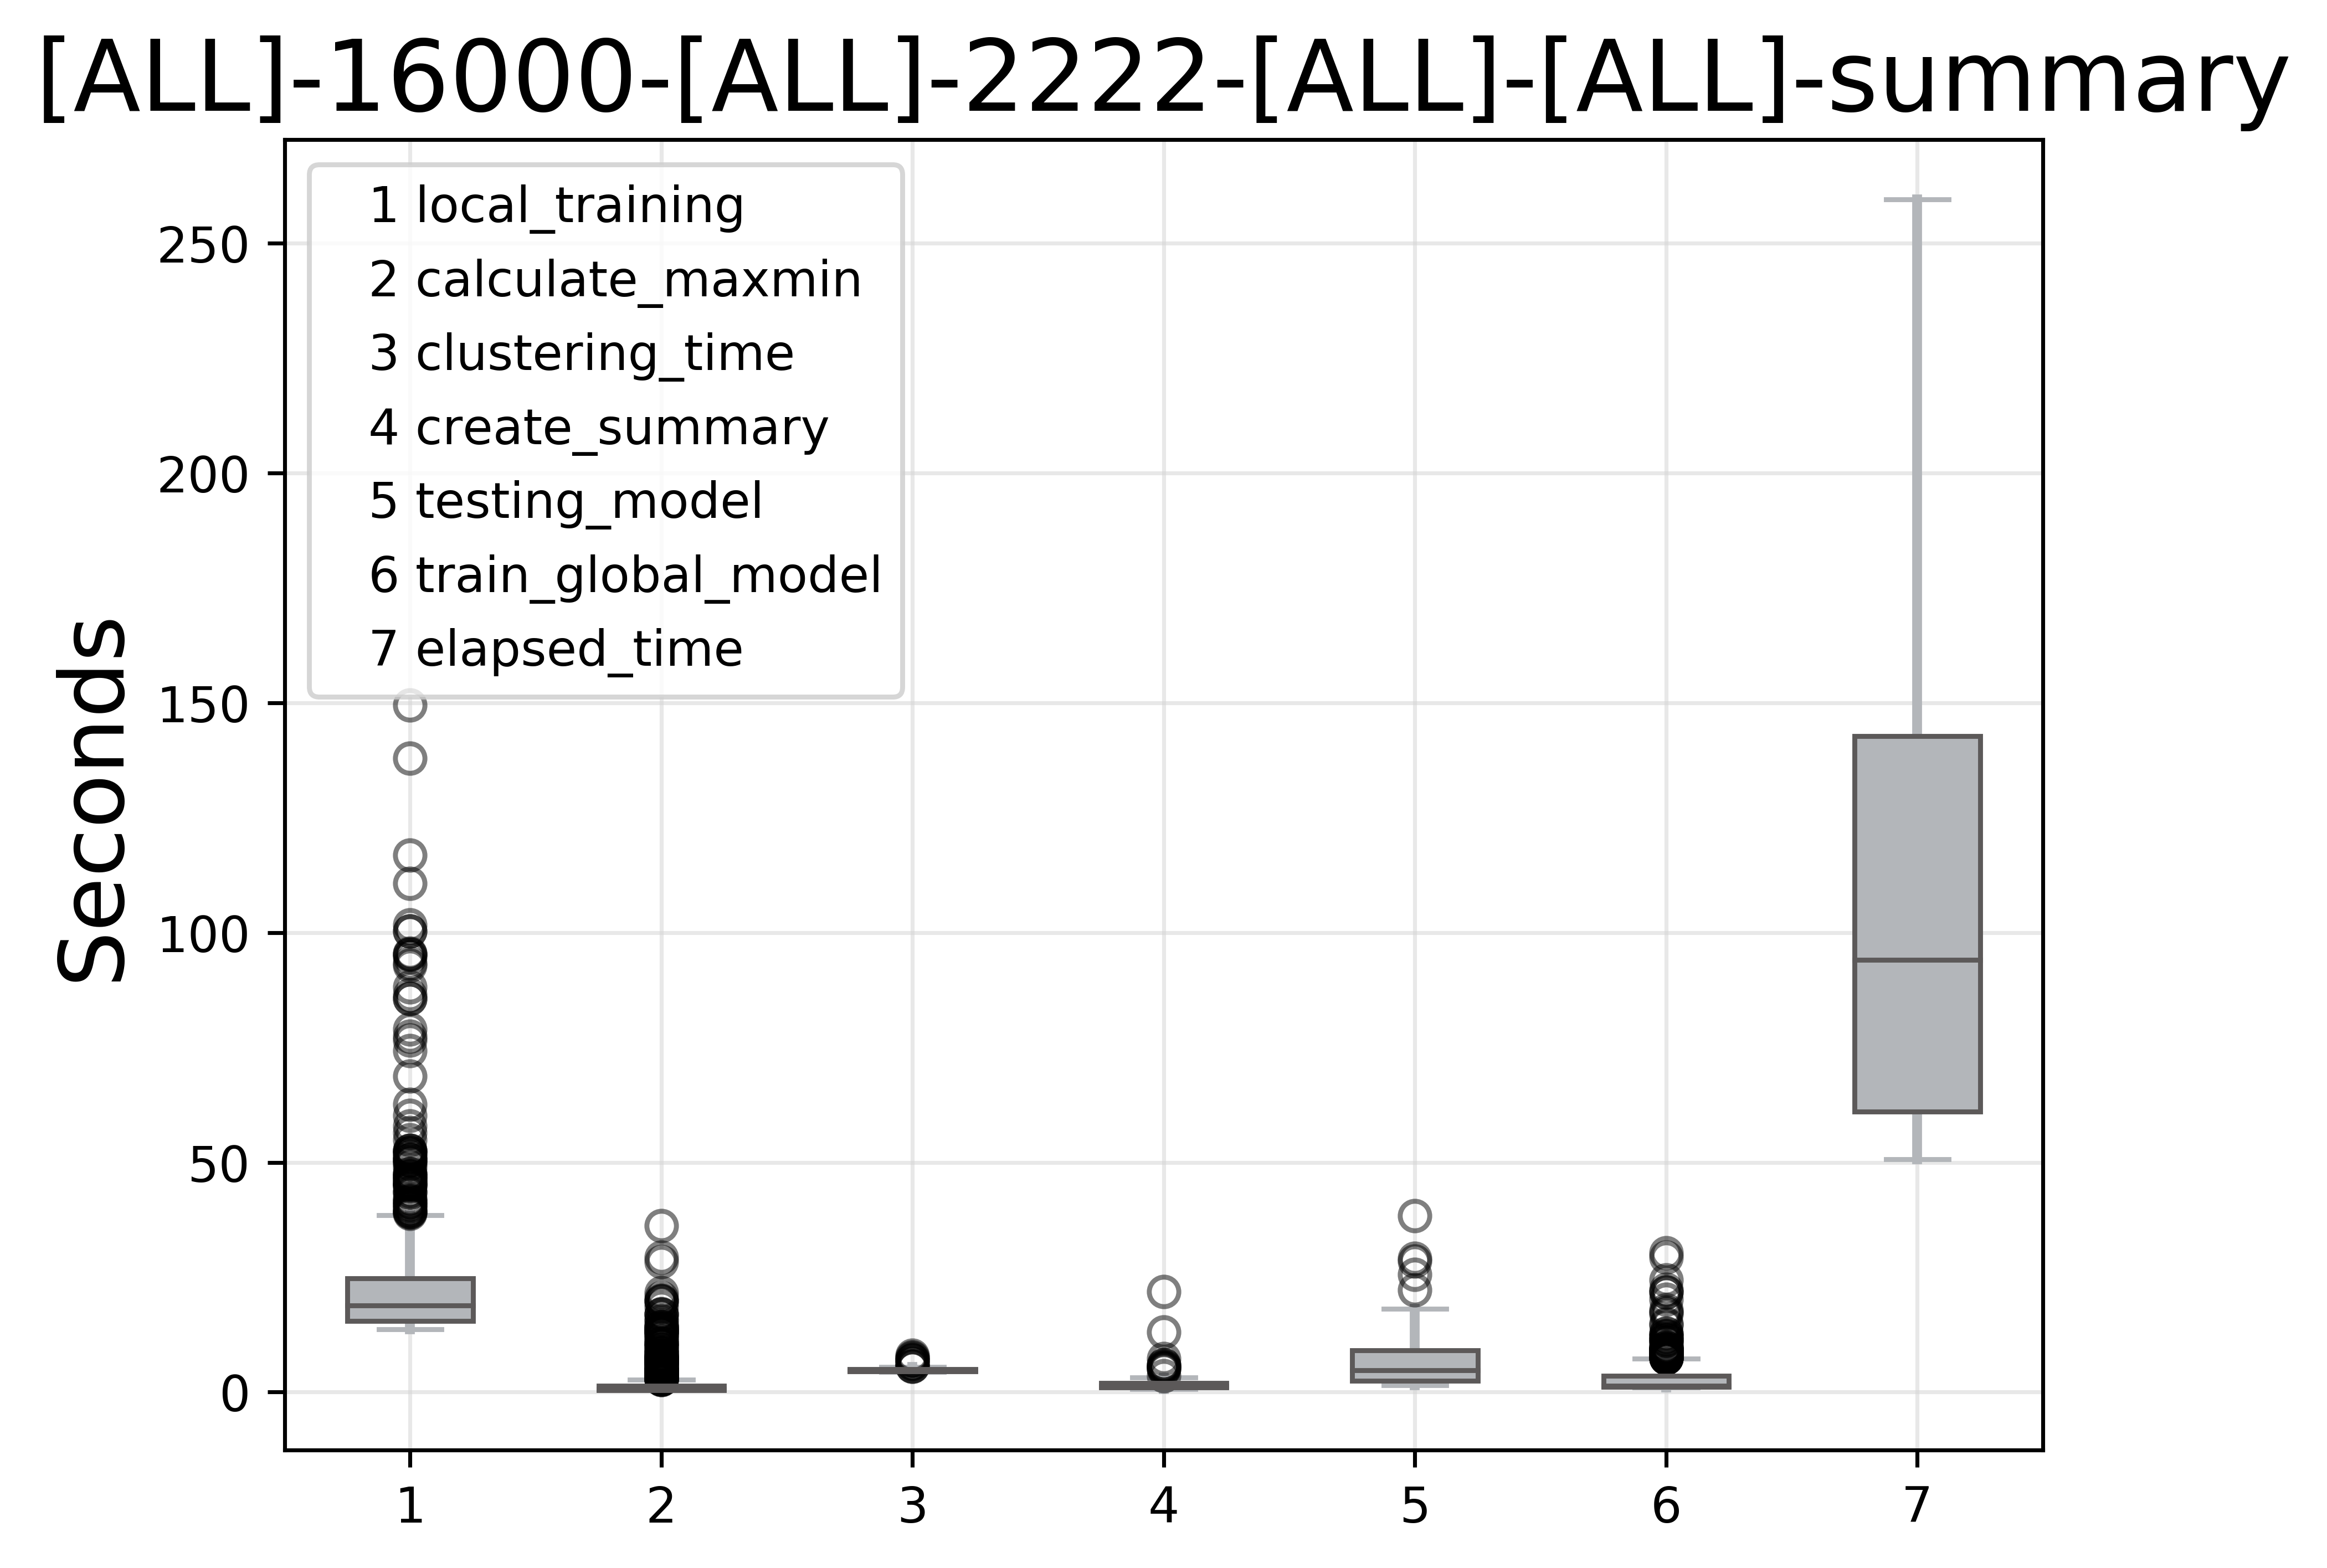 [ALL]-16000-[ALL]-2222-[ALL]-[ALL]-summary
1 local_training
2 calculate_maxmin
3 clustering_time
4 create_summary
5 testing_model
6 train_global_model
7 elapsed_time
Seconds
250
200
150
100
50
0
1 2 3 4 5 6 7